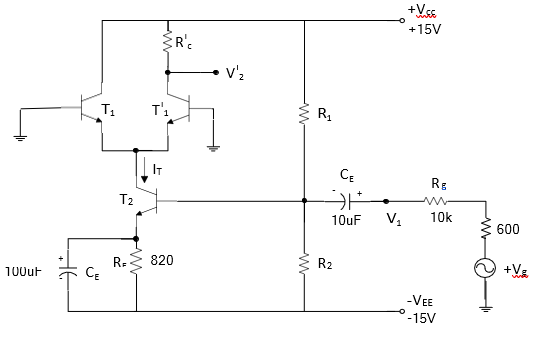 +Vcc
+15V
R'c
V'2
T1
T'1
R1
IT
CE
- +
10uF
V1
Rg
10k
600
+Vg
T2
+
-
100uF
CE
RE
820
R2
-VEE
-15V